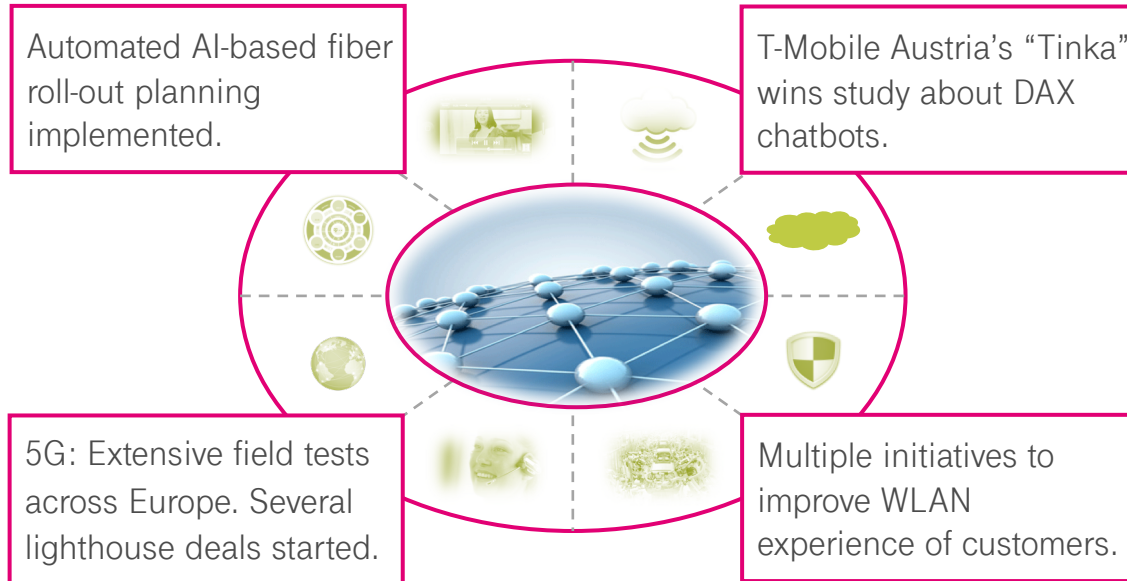 Automated AI-based fiber
roll-out planning
implemented.
T-Mobile Austria’s “Tinka”
wins study about DAX
chatbots.
5G: Extensive field tests
across Europe. Several
lighthouse deals started.
Multiple initiatives to
improve WLAN
experience of customers.